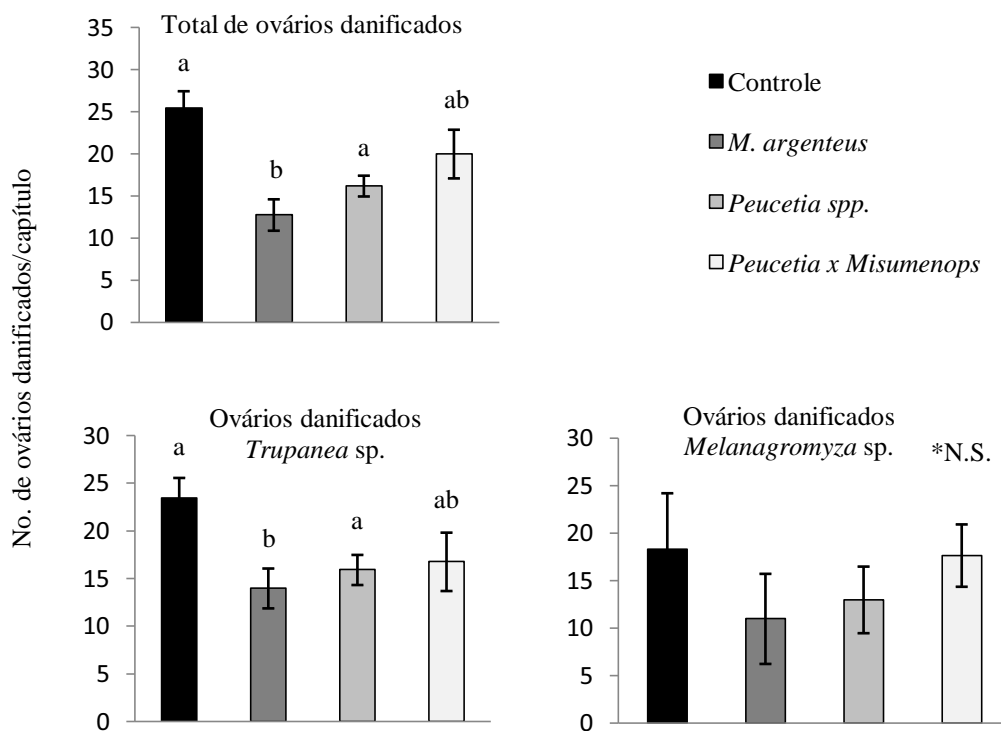 Total de ovários danificados
35
30
25
20
15
10
5
0
a
b
a
ab
Controle
M. argenteus
Peucetia spp.
Peucetia x Misumenops
No. de ovários danificados/capítulo
Ovários danificados
Trupanea sp.
30
25
20
15
10
5
0
a
b
a
ab
Ovários danificados
Melanagromyza sp.
*N.S.
30
25
20
15
10
5
0